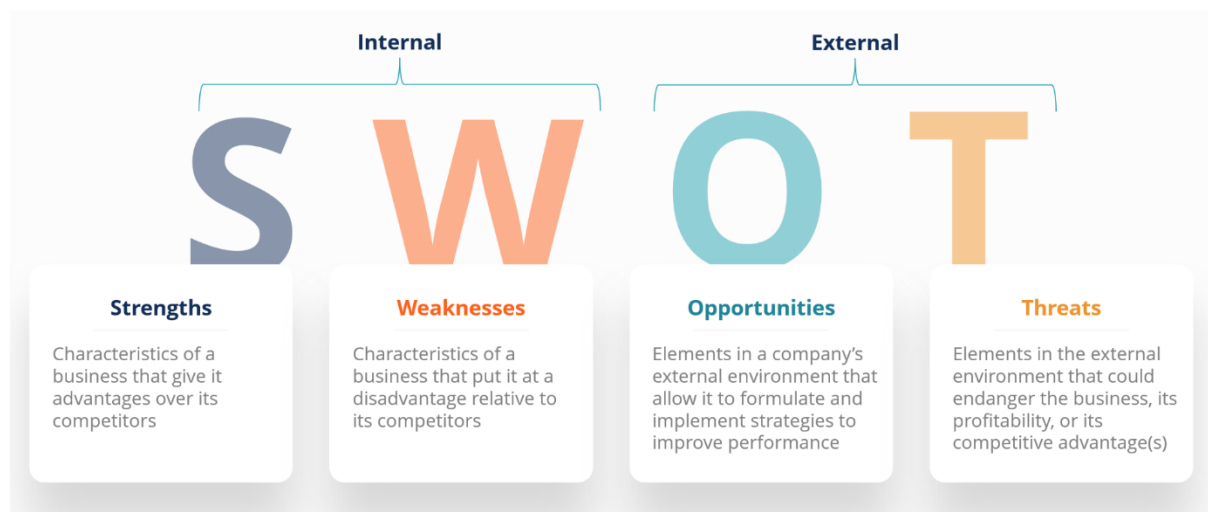 Internal
External
S W O T
Strengths
Characteristics of a
business that give it
advantages over its
competitors
Weaknesses
Characteristics of a
business that put it at a
disadvantage relative to
its competitors
Opportunities
Elements in a company’s
external environment that
allow it to formulate and
implement strategies to
improve performance
Threats
Elements in the external
environment that could
endanger the business, its
profitability, or its
competitive advantage(s)